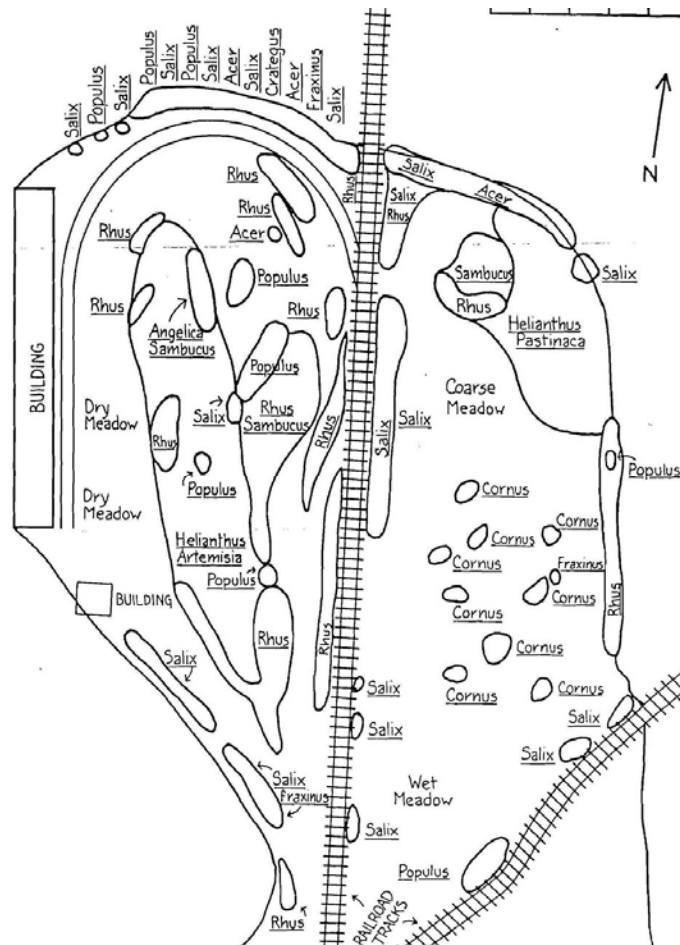 Salix
Populus
Salix
Populus
Salix
Populus
Salix
Acer
Salix
Crategus
Acer
Fraxinus
Salix
N
Rhus
Salix
Acer
Rhus
Rhus
Salix
Rhus
Rhus
Acer
Sambucus
Rhus
Salix
Populus
Rhus
Rhus
Angelica
Sambucus
Helianthus
Pastinaca
BUILDING
Populus
Coarse
Meadow
Dry
Meadow
Salix
Rhus
Sambucus
Rhus
Salix
Salix
Rhus
Populus
Populus
Dry
Meadow
Cornus
Cornus
Cornus
Cornus
Helianthus
Artemisia
Populus
Fraxinus
Cornus
Cornus
Rhus
BUILDING
Rhus
Rhus
Cornus
Salix
Salix
Cornus
Cornus
Salix
Salix
Salix
Wet
Meadow
Salix
Fraxinus
Salix
Populus
Rhus
RAILROAD
TRACKS